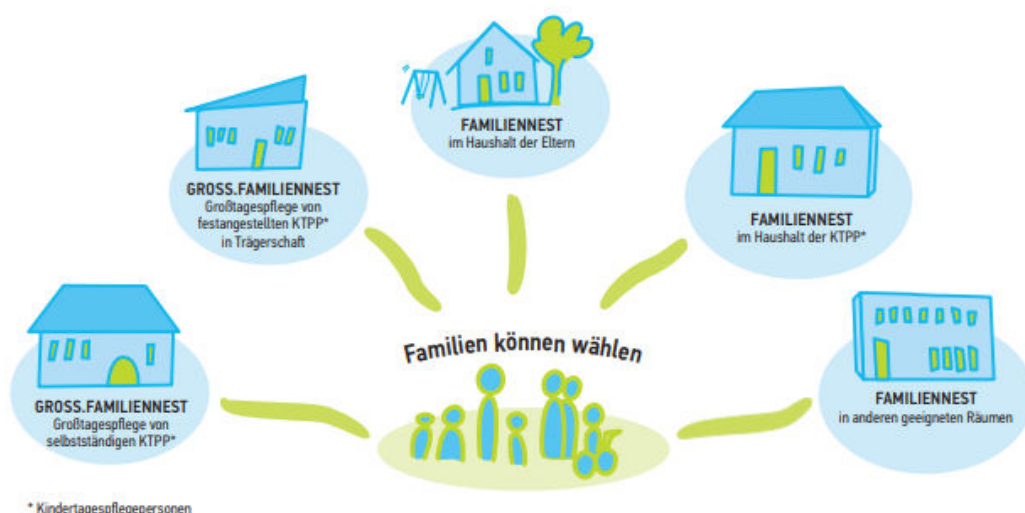 FAMILIENNEST
im Haushalt der Eltern
GROSS.FAMILIENNEST
Großtagespflege von
festangestellten KTPP*
in Trägerschaft
FAMILIENNEST
im Haushalt der KTPP*
Familien können wählen
GROSS.FAMILIENNEST
Großtagespflege von
selbstständigen KTPP*
FAMILIENNEST
in anderen geeigneten Räumen
* Kindertagespflegepersonen